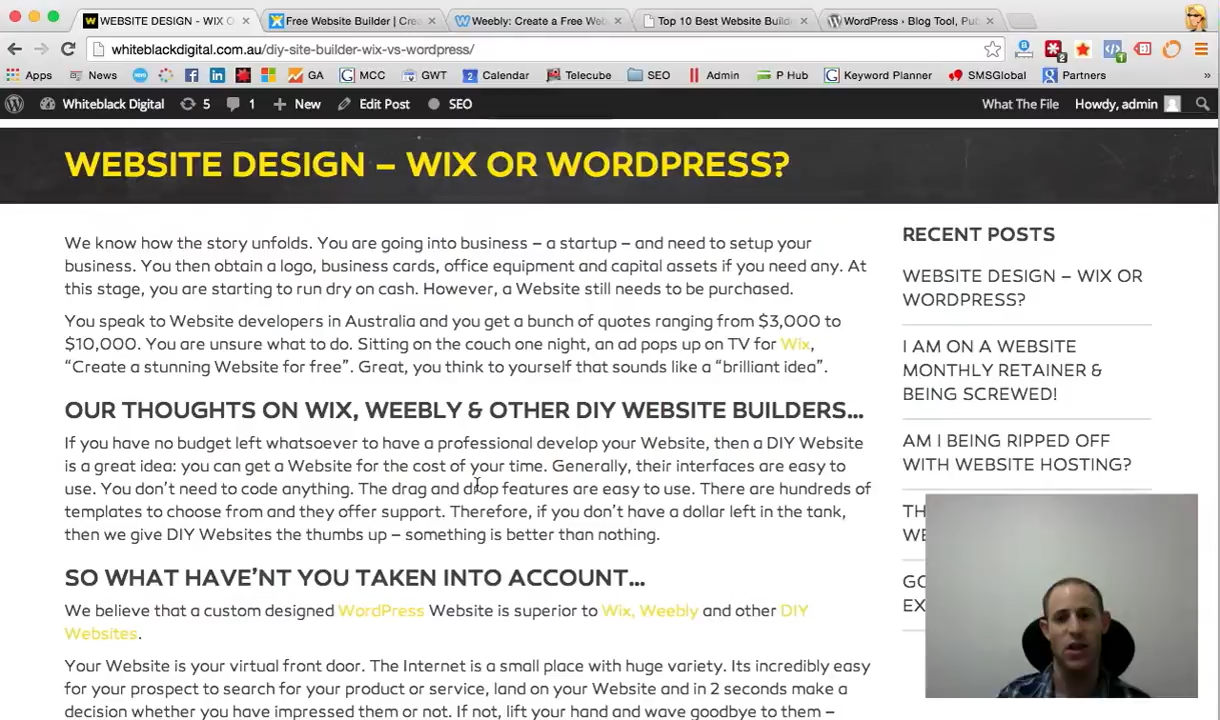 WEBSITE DESIGN – WIX O
Free Website Builder | Crea
Weebly: Create a Free Web
Top 10 Best Website Buildi
WordPress › Blog Tool, Pu
whiteblackdigital.com.au/diy-site-builder-wix-vs-wordpress/
Apps News GA MCC GWT 2 Calendar Telecube SEO Admin P Hub Keyword Planner SMSGlobal Partners »
Whiteblack Digital 5 1 New Edit Post SEO What The File Howdy, admin
WEBSITE DESIGN – WIX OR WORDPRESS?
We know how the story unfolds. You are going into business – a startup – and need to setup your
business. You then obtain a logo, business cards, office equipment and capital assets if you need any. At
this stage, you are starting to run dry on cash. However, a Website still needs to be purchased.
You speak to Website developers in Australia and you get a bunch of quotes ranging from $3,000 to
$10,000. You are unsure what to do. Sitting on the couch one night, an ad pops up on TV for Wix,
“Create a stunning Website for free”. Great, you think to yourself that sounds like a “brilliant idea”.
OUR THOUGHTS ON WIX, WEEBLY & OTHER DIY WEBSITE BUILDERS...
If you have no budget left whatsoever to have a professional develop your Website, then a DIY Website
is a great idea: you can get a Website for the cost of your time. Generally, their interfaces are easy to
use. You don’t need to code anything. The drag and drop features are easy to use. There are hundreds of
templates to choose from and they offer support. Therefore, if you don’t have a dollar left in the tank,
then we give DIY Websites the thumbs up – something is better than nothing.
SO WHAT HAVE’NT YOU TAKEN INTO ACCOUNT...
We believe that a custom designed WordPress Website is superior to Wix, Weebly and other DIY
Websites.
Your Website is your virtual front door. The Internet is a small place with huge variety. Its incredibly easy
for your prospect to search for your product or service, land on your Website and in 2 seconds make a
decision whether you have impressed them or not. If not, lift your hand and wave goodbye to them –
RECENT POSTS
WEBSITE DESIGN – WIX OR
WORDPRESS?
I AM ON A WEBSITE
MONTHLY RETAINER &
BEING SCREWED!
AM I BEING RIPPED OFF
WITH WEBSITE HOSTING?
TH
WE
GO
EX